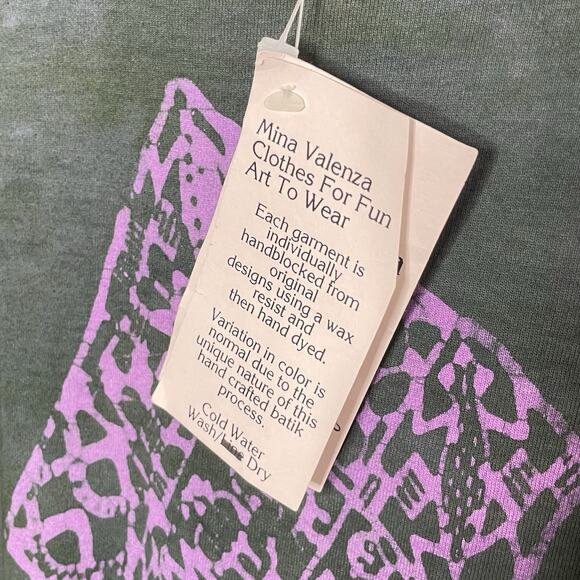 Mina Valenza
Clothes For Fun
Art To Wear
Each garment is
individually
handblocked from
original
designs using a wax
resist and
then hand dyed.
Variation in color is
normal due to the
unique nature of this
hand crafted batik
process.
Cold Water
Wash/ Dry